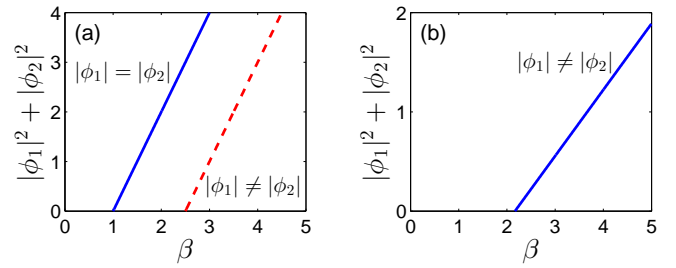 (a)
|ϕ₁| = |ϕ₂|
|ϕ₁| ≠ |ϕ₂|
|ϕ₁|² + |ϕ₂|²
4
3
2
1
0
0 1 2 3 4 5
β
(b)
|ϕ₁| ≠ |ϕ₂|
|ϕ₁|² + |ϕ₂|²
2
1
0
0 1 2 3 4 5
β